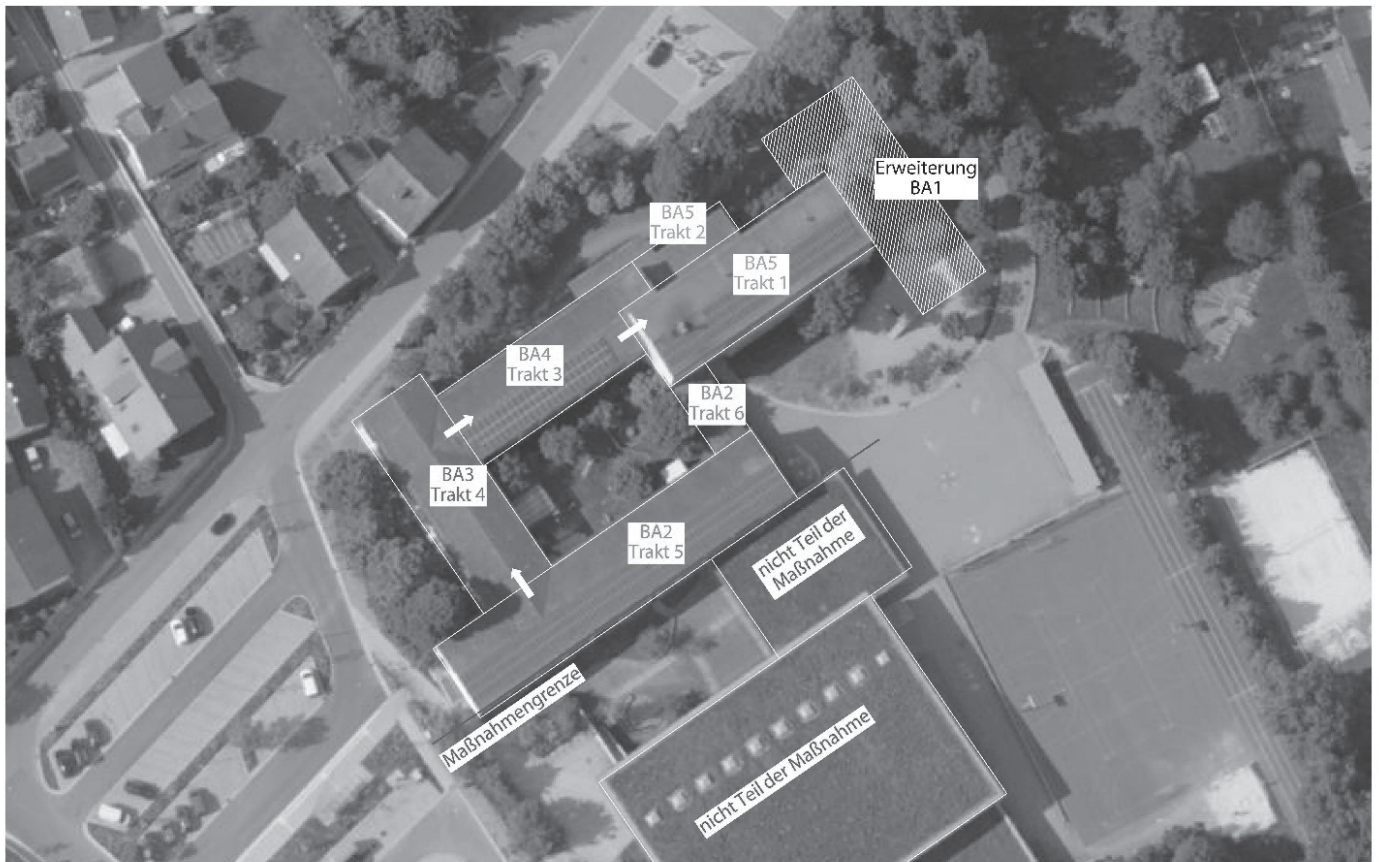 Erweiterung
BA1
BA5
Trakt 2
BA5
Trakt 1
BA4
Trakt 3
BA2
Trakt 6
BA3
Trakt 4
BA2
Trakt 5
nicht Teil der
Maßnahme
Maßnahmengrenze
nicht Teil der Maßnahme